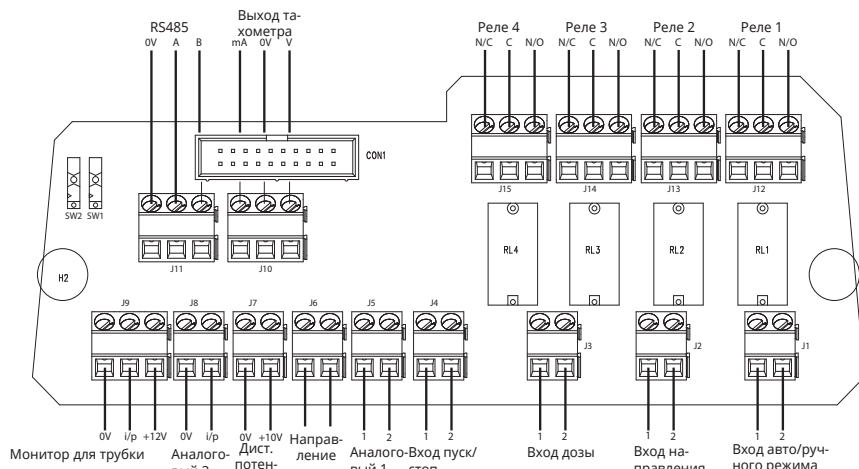 RS485
Выход та-
хометра
Реле 4
Реле 3
Реле 2
Реле 1
0V A B
mA 0V V
N/C C N/O
N/C C N/O
N/C C N/O
N/C C N/O
CON1
SW2 SW1
J15
J14
J13
J12
J11
J10
RL4
RL3
RL2
RL1
H2
J9
J8
J7
J6
J5
J4
J3
J2
J1
0V i/p +12V
0V i/p
0V +10V
1 2
1 2
1 2
1 2
1 2
Монитор для трубки
Аналого-
вый 2
Дист.
потен-
Направ-
ление
Аналого-
вый 1
Вход пуск/
стоп
Вход дозы
Вход на-
правления
Вход авто/руч-
ного режима